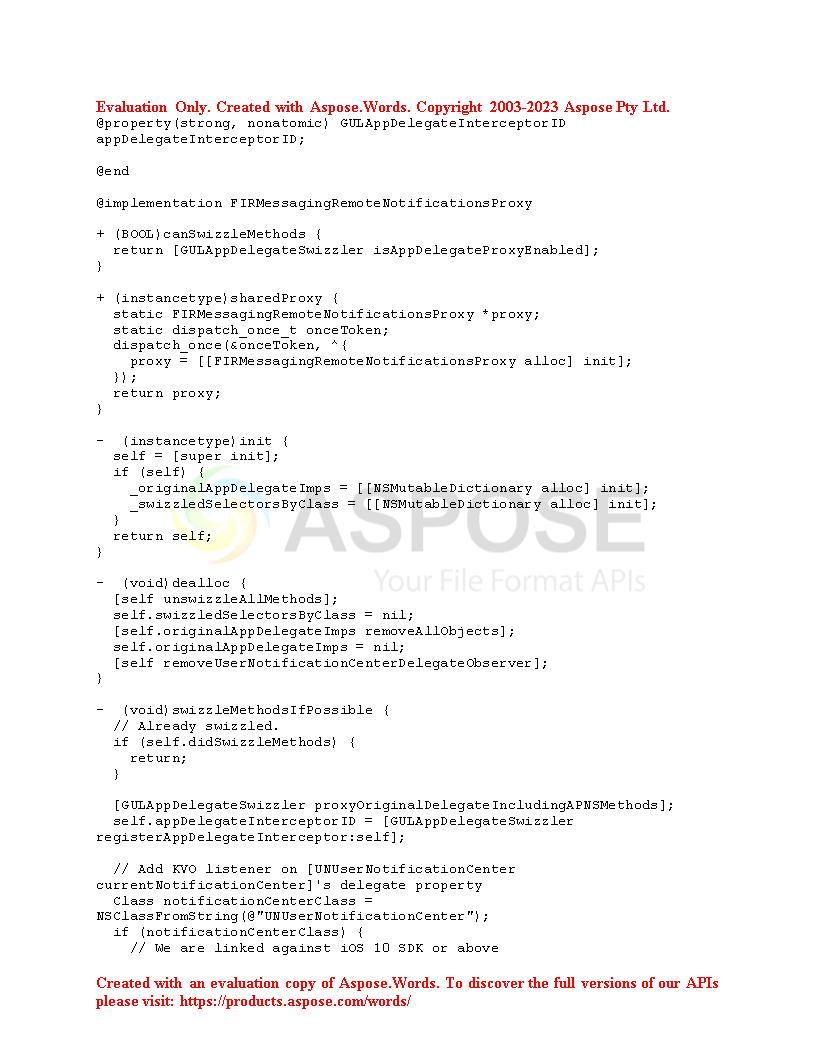 Evaluation Only. Created with Aspose.Words. Copyright 2003-2023 Aspose Pty Ltd.
@property(strong, nonatomic) GULAppDelegateInterceptorID
appDelegateInterceptorID;

@end

@implementation FIRMessagingRemoteNotificationsProxy

+ (BOOL)canSwizzleMethods {
  return [GULAppDelegateSwizzler isAppDelegateProxyEnabled];
}

+ (instancetype)sharedProxy {
  static FIRMessagingRemoteNotificationsProxy *proxy;
  static dispatch_once_t onceToken;
  dispatch_once(&onceToken, ^{
    proxy = [[FIRMessagingRemoteNotificationsProxy alloc] init];
  });
  return proxy;
}

-  (instancetype)init {
  self = [super init];
  if (self) {
    _originalAppDelegateImps = [[NSMutableDictionary alloc] init];
    _swizzledSelectorsByClass = [[NSMutableDictionary alloc] init];
  }
  return self;
}

ASPOSE
Your File Format APIs

-  (void)dealloc {
  [self unswizzleAllMethods];
  self.swizzledSelectorsByClass = nil;
  [self.originalAppDelegateImps removeAllObjects];
  self.originalAppDelegateImps = nil;
  [self removeUserNotificationCenterDelegateObserver];
}

-  (void)swizzleMethodsIfPossible {
  // Already swizzled.
  if (self.didSwizzleMethods) {
    return;
  }

  [GULAppDelegateSwizzler proxyOriginalDelegateIncludingAPNSMethods];
  self.appDelegateInterceptorID = [GULAppDelegateSwizzler
registerAppDelegateInterceptor:self];

  // Add KVO listener on [UNUserNotificationCenter
currentNotificationCenter]'s delegate property
  Class notificationCenterClass =
NSClassFromString(@"UNUserNotificationCenter");
  if (notificationCenterClass) {
    // We are linked against iOS 10 SDK or above

Created with an evaluation copy of Aspose.Words. To discover the full versions of our APIs
please visit: https://products.aspose.com/words/